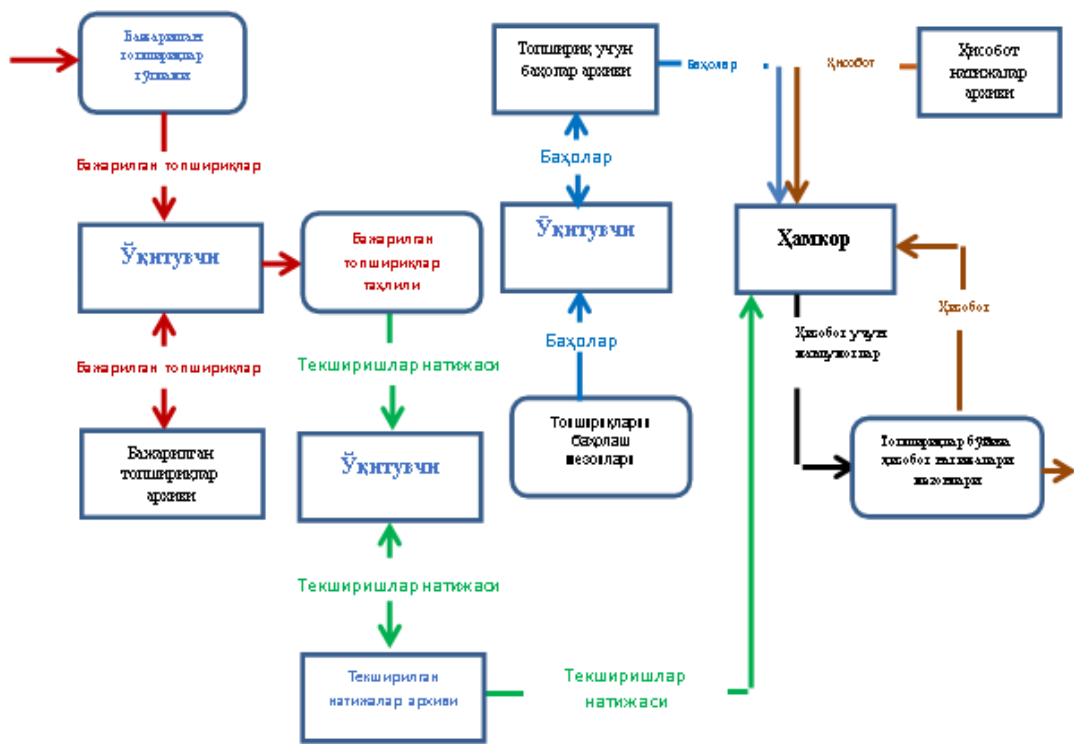 Бажарилган
топшириқлар
тўплами
Бажарилган топшириқлар
Ўқитувчи
Бажарилган топшириқлар
Бажарилган
топшириқлар
архиви
Бажарилган
топшириқлар
таҳлили
Текширишлар натижаси
Ўқитувчи
Текширишлар натижаси
Текширилган
натижалар архиви
Текширишлар
натижаси
Топшириқ учун
баҳолар архиви
Баҳолар
Ўқитувчи
Баҳолар
Топшириқларни
баҳолаш
мезонлари
Баҳолар
Ҳисобот
Ҳисобот
натижалар
архиви
Ҳамкор
Ҳисобот
Ҳисобот учун
маълумотлар
Топшириқлар бўйича
ҳисобот натижалари